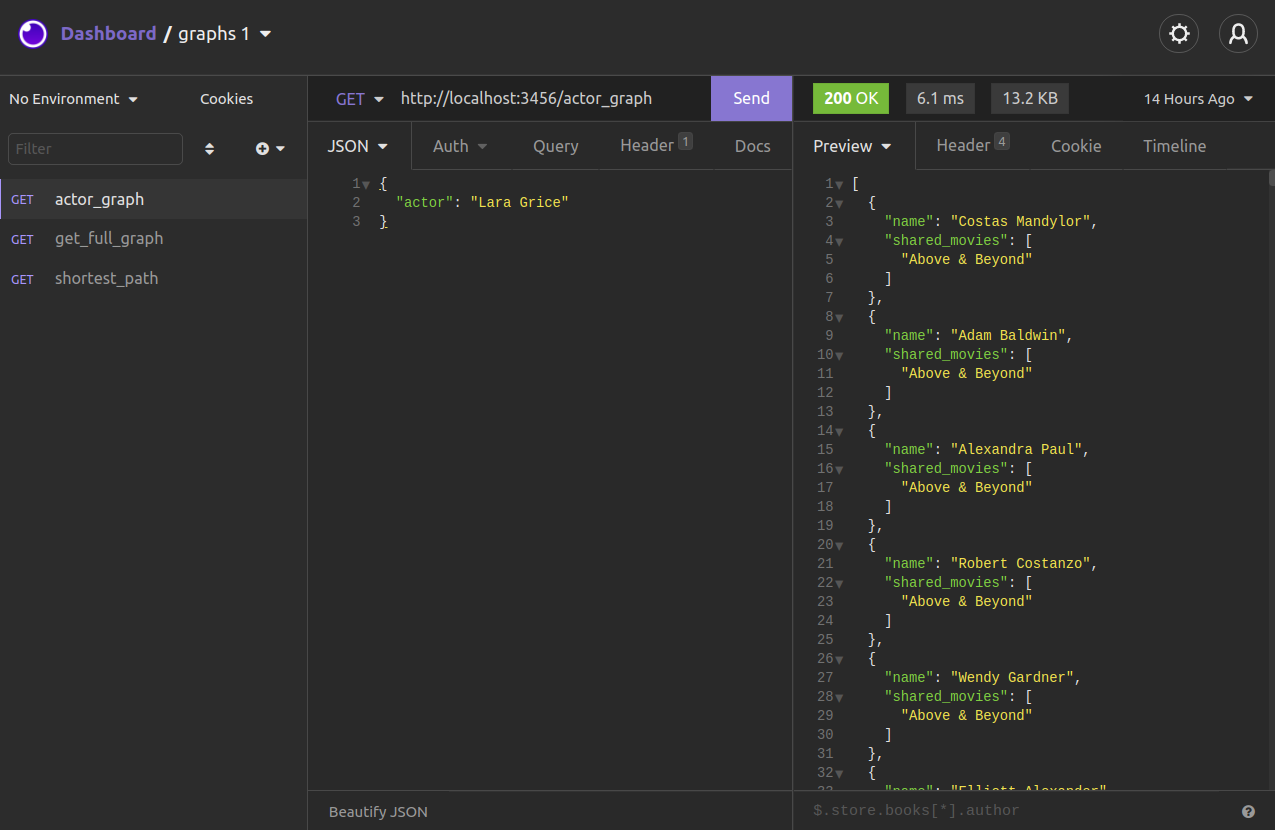 Dashboard / graphs 1
No Environment
Cookies
Filter
GET actor_graph
GET get_full_graph
GET shortest_path
GET http://localhost:3456/actor_graph Send
JSON Auth Query Header 1 Docs
1 {
2 "actor": "Lara Grice"
3 }
Beautify JSON
200 OK 6.1 ms 13.2 KB 14 Hours Ago
Preview Header 4 Cookie Timeline
1 [
2 {
3 "name": "Costas Mandylor",
4 "shared_movies": [
5 "Above & Beyond"
6 ]
7 },
8 {
9 "name": "Adam Baldwin",
10 "shared_movies": [
11 "Above & Beyond"
12 ]
13 },
14 {
15 "name": "Alexandra Paul",
16 "shared_movies": [
17 "Above & Beyond"
18 ]
19 },
20 {
21 "name": "Robert Costanzo",
22 "shared_movies": [
23 "Above & Beyond"
24 ]
25 },
26 {
27 "name": "Wendy Gardner",
28 "shared_movies": [
29 "Above & Beyond"
30 ]
31 },
32 {
33 "name": "Elliott Alexander",
$.store.books[*].author